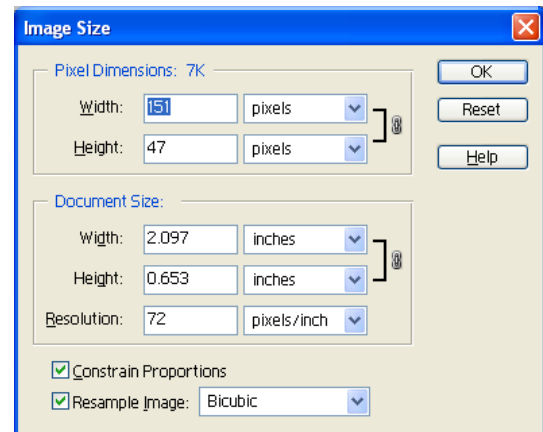 Image Size
Pixel Dimensions: 7K
OK
Width: 151 pixels
Reset
Height: 47 pixels
Help
Document Size:
Width: 2.097 inches
Height: 0.653 inches
Resolution: 72 pixels/inch
Constrain Proportions
Resample Image: Bicubic